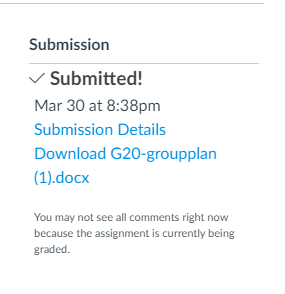 Submission
Submitted!
Mar 30 at 8:38pm
Submission Details
Download G20-groupplan
(1).docx
You may not see all comments right now
because the assignment is currently being
graded.